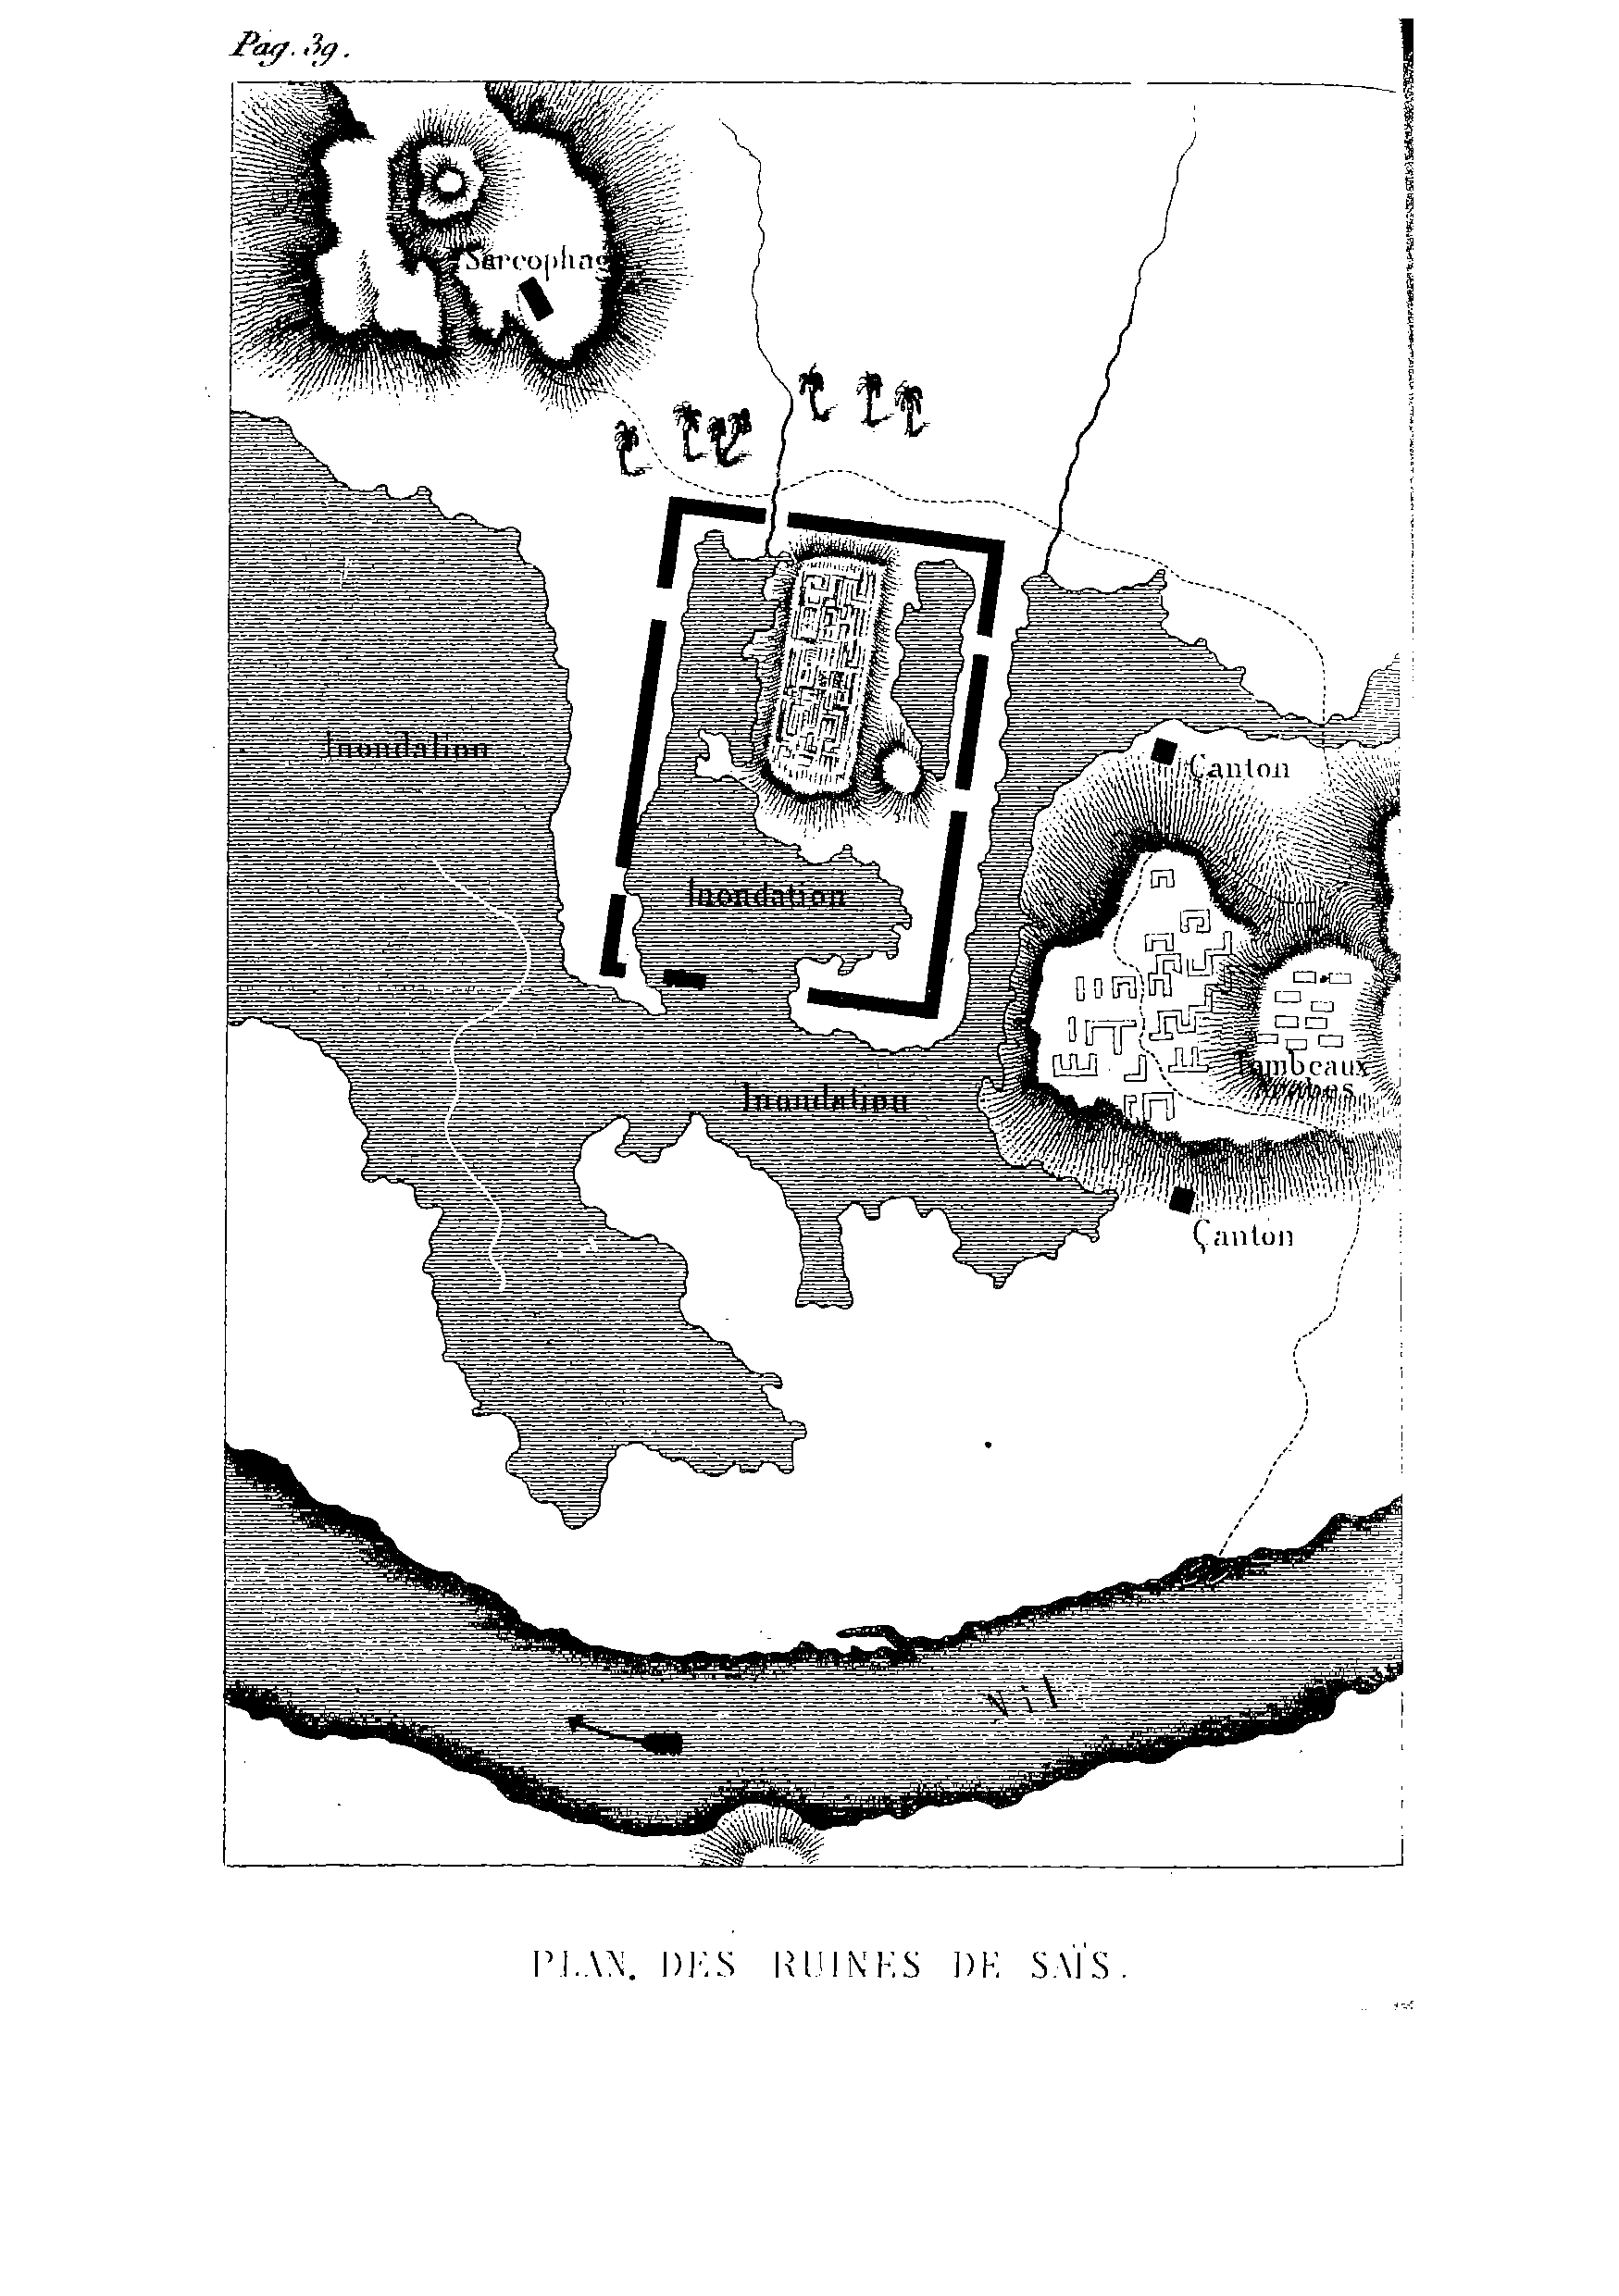 Pag. 39.
Sarcophag
Inondation
Canton
Inondation
Tombeaux
Arabes
Inondation
Canton
Nil
PLAN. DES RUINES DE SAÏS.